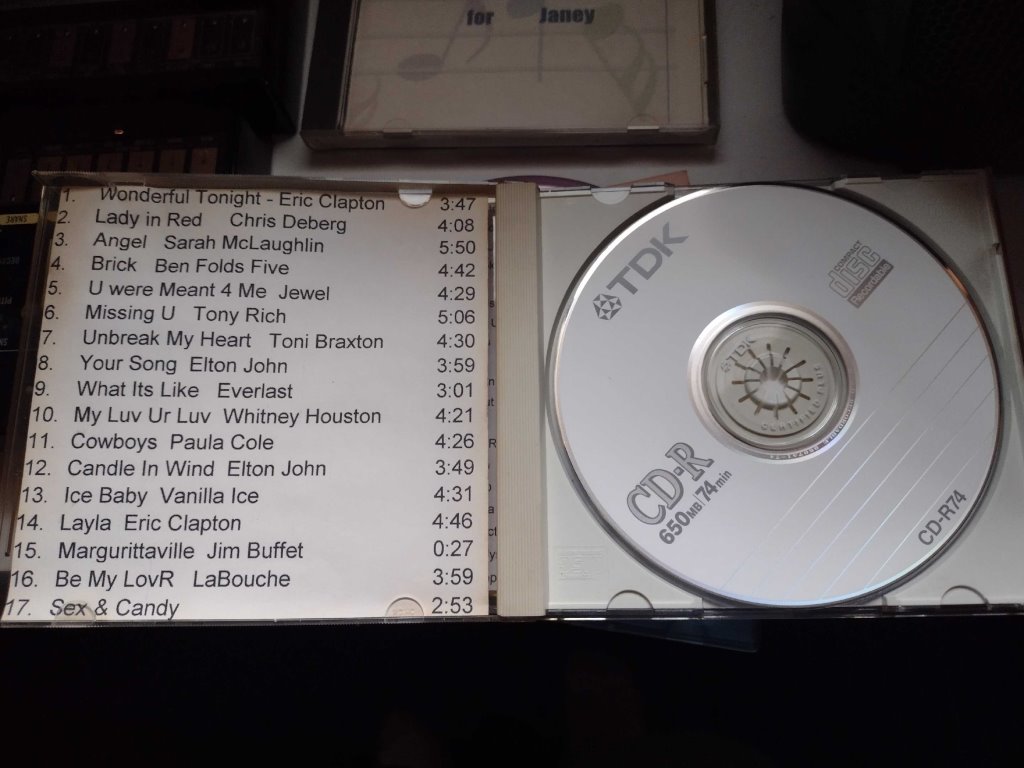 for Janey
1. Wonderful Tonight - Eric Clapton 3:47
2. Lady in Red Chris Deberg 4:08
3. Angel Sarah McLaughlin 5:50
4. Brick Ben Folds Five 4:42
5. U were Meant 4 Me Jewel 4:29
6. Missing U Tony Rich 5:06
7. Unbreak My Heart Toni Braxton 4:30
8. Your Song Elton John 3:59
9. What Its Like Everlast 3:01
10. My Luv Ur Luv Whitney Houston 4:21
11. Cowboys Paula Cole 4:26
12. Candle In Wind Elton John 3:49
13. Ice Baby Vanilla Ice 4:31
14. Layla Eric Clapton 4:46
15. Margurittaville Jim Buffet 0:27
16. Be My LovR LaBouche 3:59
17. Sex & Candy 2:53
TDK
COMPACT
disc
Recordable
TDK
CD-R
650MB 74min
CD-R74
SNARE